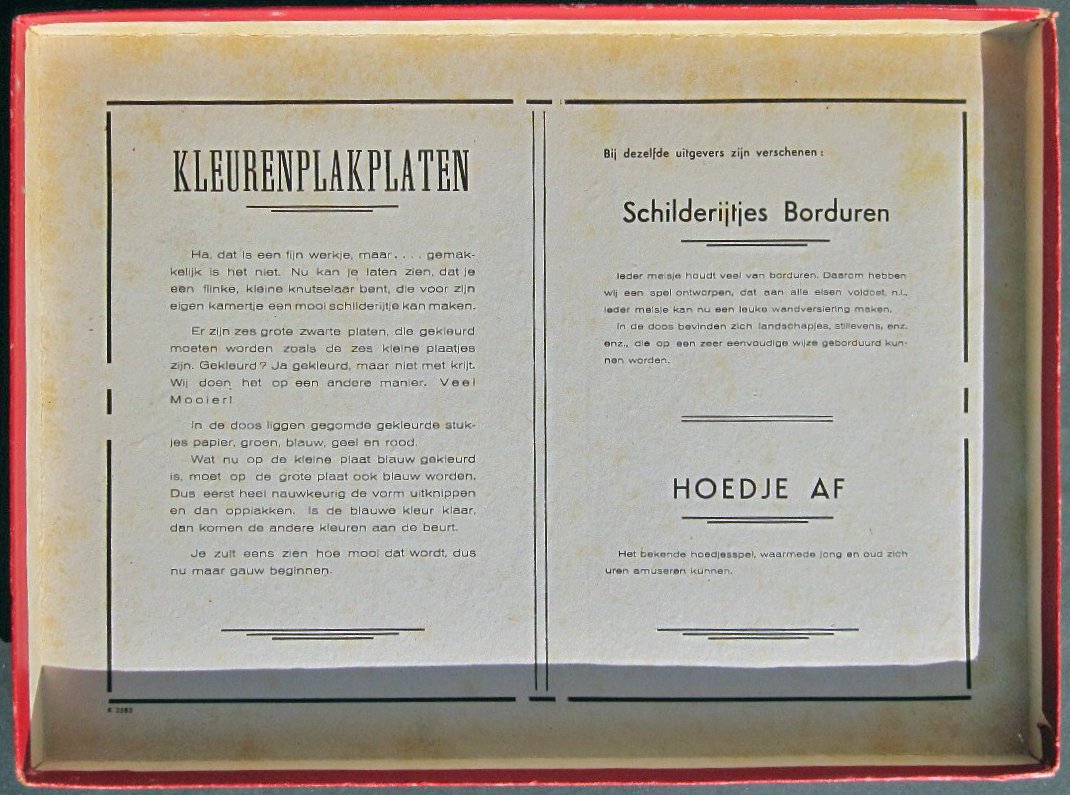 KLEURENPLAKPLATEN
Ha, dat is een fijn werkje, maar.... gemak-
kelijk is het niet. Nu kan je laten zien, dat je
een flinke, kleine knutselaar bent, die voor zijn
eigen kamertje een mooi schilderijtje kan maken.
Er zijn zes grote zwarte platen, die gekleurd
moeten worden zoals de zes kleine plaatjes
zijn. Gekleurd? Ja gekleurd, maar niet met krijt.
Wij doen het op een andere manier. Veel
Mooier!
In de doos liggen gegomde gekleurde stuk-
jes papier, groen, blauw, geel en rood.
Wat nu op de kleine plaat blauw gekleurd
is, moet op de grote plaat ook blauw worden.
Dus eerst heel nauwkeurig de vorm uitknippen
en dan opplakken. Is de blauwe kleur klaar,
dan komen de andere kleuren aan de beurt.
Je zult eens zien hoe mooi dat wordt, dus
nu maar gauw beginnen.
K 2583
Bij dezelfde uitgevers zijn verschenen:
Schilderijtjes Borduren
Ieder meisje houdt veel van borduren. Daarom hebben
wij een spel ontworpen, dat aan alle eisen voldoet, n.l.,
ieder meisje kan nu een leuke wandversiering maken.
In de doos bevinden zich landschapjes, stillevens, enz.
enz., die op een zeer eenvoudige wijze geborduurd kun-
nen worden.
HOEDJE AF
Het bekende hoedjesspel, waarmede jong en oud zich
uren amuseren kunnen.